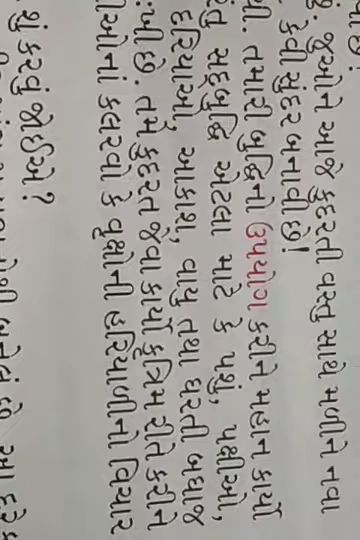 છે. જુઓને આજે કુદરતી વસ્તુ સાથે મળીને નવા
કેવી સુંદર બનાવી છે!
થી. તમારી બુદ્ધિનો ઉપયોગ કરીને મહાન કાર્યો
સદ્‌બુદ્ધિ એટલા માટે કે પશું, પક્ષીઓ,
દરિયાઓ, આકાશ, વાયુ તથા ધરતી બધાજ
છે. તમે કુદરત જેવા કાર્યો કૃત્રિમ રીતે કરીને
કલરવો કે વૃક્ષોની હરિયાળીનો વિચાર
શું કરવું જોઈએ?